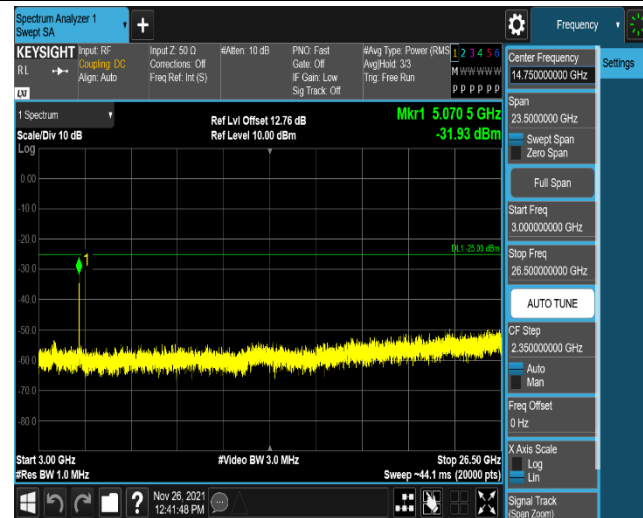 Spectrum Analyzer 1
Swept SA
Frequency
KEYSIGHT
RL
LXI
Input: RF
Coupling: DC
Align: Auto
Input Z: 50 Ω
Corrections: Off
Freq Ref: Int (S)
#Atten: 10 dB
PNO: Fast
Gate: Off
IF Gain: Low
Sig Track: Off
#Avg Type: Power (RMS
Avg|Hold: 3/3
Trig: Free Run
1 2 3 4 5 6
M W W W W W
P P P P P P
Center Frequency
14.750000000 GHz
Settings
Span
23.5000000 GHz
Swept Span
Zero Span
Full Span
Start Freq
3.000000000 GHz
Stop Freq
26.500000000 GHz
AUTO TUNE
CF Step
2.350000000 GHz
Auto
Man
Freq Offset
0 Hz
X Axis Scale
Log
Lin
Signal Track
(Span Zoom)
1 Spectrum
Scale/Div 10 dB
Log
Ref Lvl Offset 12.76 dB
Ref Level 10.00 dBm
Mkr1 5.070 5 GHz
-31.93 dBm
0.00
-10.0
-20.0
-30.0
-40.0
-50.0
-60.0
-70.0
-80.0
DL1 -25.00 dBm
1
Start 3.00 GHz
#Res BW 1.0 MHz
#Video BW 3.0 MHz
Stop 26.50 GHz
Sweep ~44.1 ms (20000 pts)
Nov 26, 2021
12:41:48 PM